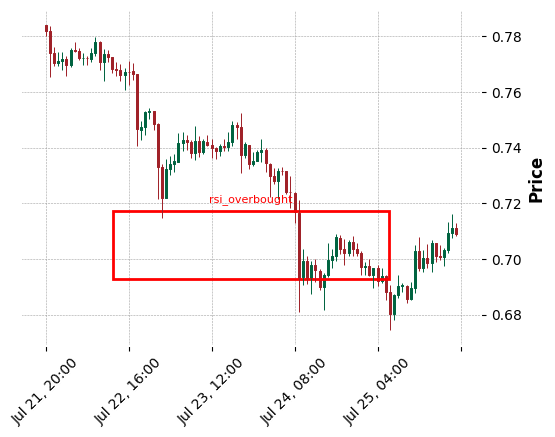 0.78
0.76
0.74
0.72
0.70
0.68
Price
rsi_overbought
Jul 21, 20:00
Jul 22, 16:00
Jul 23, 12:00
Jul 24, 08:00
Jul 25, 04:00